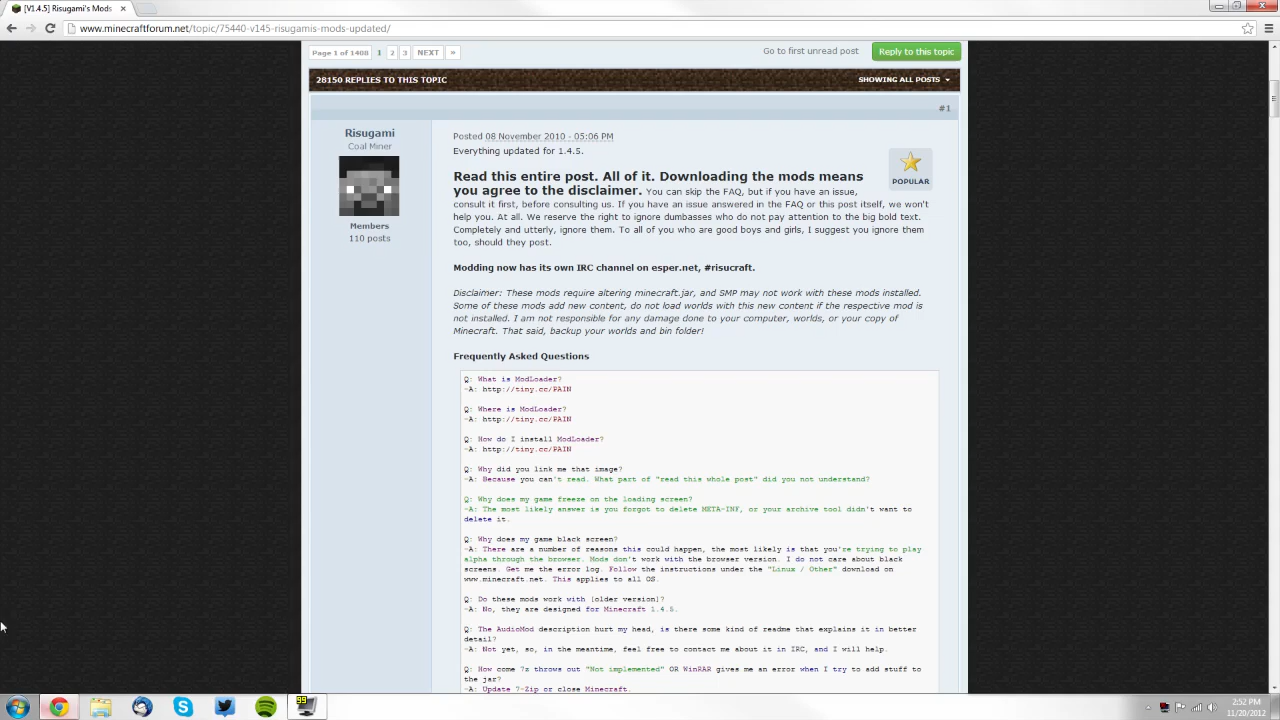 [V1.4.5] Risugami's Mods
www.minecraftforum.net/topic/75440-v145-risugamis-mods-updated/
Page 1 of 1408 1 2 3 NEXT » Go to first unread post Reply to this topic
28150 REPLIES TO THIS TOPIC SHOWING ALL POSTS
#1
Risugami
Coal Miner
Members
110 posts
Posted 08 November 2010 - 05:06 PM
Everything updated for 1.4.5.
POPULAR
Read this entire post. All of it. Downloading the mods means
you agree to the disclaimer. You can skip the FAQ, but if you have an issue,
consult it first, before consulting us. If you have an issue answered in the FAQ or this post itself, we won't
help you. At all. We reserve the right to ignore dumbasses who do not pay attention to the big bold text.
Completely and utterly, ignore them. To all of you who are good boys and girls, I suggest you ignore them
too, should they post.
Modding now has its own IRC channel on esper.net, #risucraft.
Disclaimer: These mods require altering minecraft.jar, and SMP may not work with these mods installed.
Some of these mods add new content, do not load worlds with this new content if the respective mod is
not installed. I am not responsible for any damage done to your computer, worlds, or your copy of
Minecraft. That said, backup your worlds and bin folder!
Frequently Asked Questions
Q: What is ModLoader?
-A: http://tiny.cc/PAIN
Q: Where is ModLoader?
-A: http://tiny.cc/PAIN
Q: How do I install ModLoader?
-A: http://tiny.cc/PAIN
Q: Why did you link me that image?
-A: Because you can't read. What part of "read this whole post" did you not understand?
Q: Why does my game freeze on the loading screen?
-A: The most likely answer is you forgot to delete META-INF, or your archive tool didn't want to
delete it.
Q: Why does my game black screen?
-A: There are a number of reasons this could happen, the most likely is that you're trying to play
alpha through the browser. Mods don't work with the browser version. I do not care about black
screens. Get me the error log. Follow the instructions under the "Linux / Other" download on
www.minecraft.net. This applies to all OS.
Q: Do these mods work with [older version]?
-A: No, they are designed for Minecraft 1.4.5.
Q: The AudioMod description hurt my head, is there some kind of readme that explains it in better
detail?
-A: Not yet, so, in the meantime, feel free to contact me about it in IRC, and I will help.
Q: How come 7z throws out "Not implemented" OR WinRAR gives me an error when I try to add stuff to
the jar?
-A: Update 7-Zip or close Minecraft.
99
2:52 PM
11/20/2012